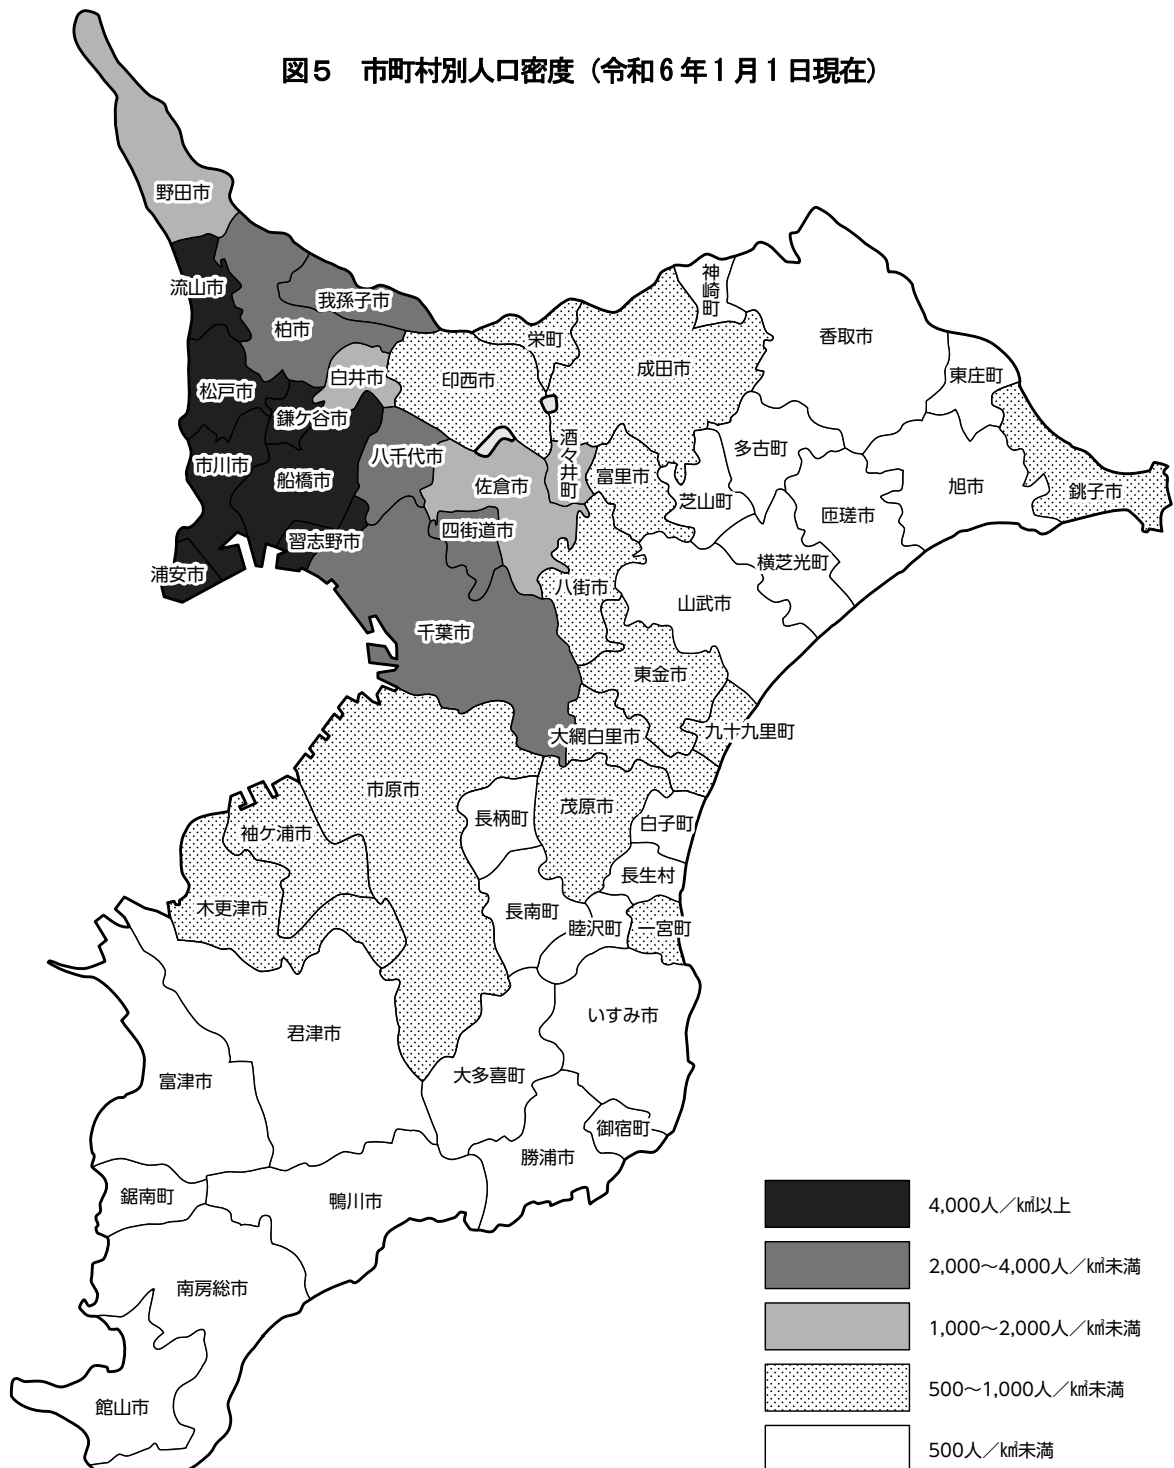 図5 市町村別人口密度（令和6年1月1日現在）
野田市
流山市
我孫子市
柏市
神崎町
栄町
香取市
成田市
白井市
印西市
東庄町
松戸市
鎌ケ谷市
酒々井町
多古町
八千代市
市川市
船橋市
佐倉市
富里市
旭市
銚子市
芝山町
匝瑳市
四街道市
習志野市
横芝光町
浦安市
八街市
山武市
千葉市
東金市
大網白里市
九十九里町
市原市
茂原市
長柄町
白子町
袖ケ浦市
長生村
木更津市
長南町
睦沢町
一宮町
いすみ市
君津市
大多喜町
富津市
御宿町
勝浦市
鋸南町
鴨川市
南房総市
館山市
4,000人／㎢以上
2,000～4,000人／㎢未満
1,000～2,000人／㎢未満
500～1,000人／㎢未満
500人／㎢未満